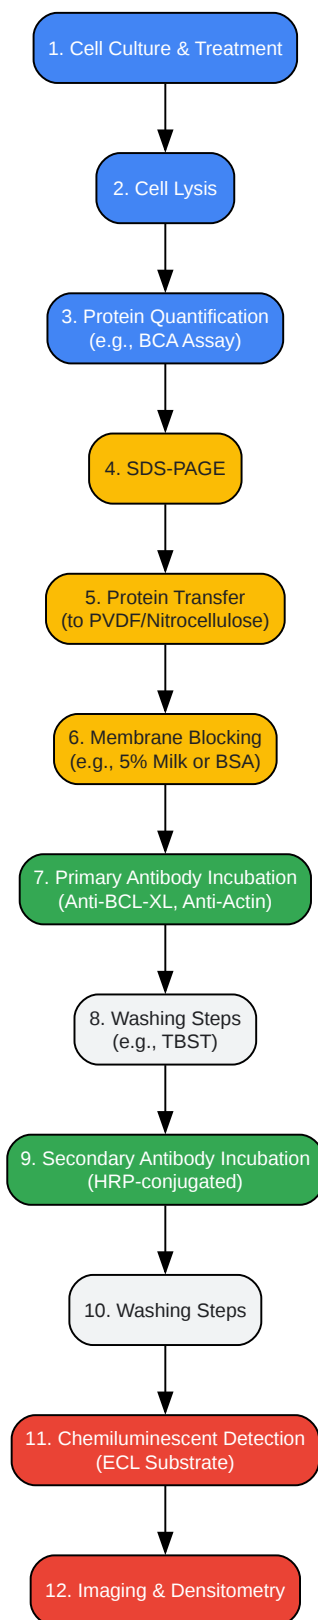 1. Cell Culture & Treatment
2. Cell Lysis
3. Protein Quantification
(e.g., BCA Assay)
4. SDS-PAGE
5. Protein Transfer
(to PVDF/Nitrocellulose)
6. Membrane Blocking
(e.g., 5% Milk or BSA)
7. Primary Antibody Incubation
(Anti-BCL-XL, Anti-Actin)
8. Washing Steps
(e.g., TBST)
9. Secondary Antibody Incubation
(HRP-conjugated)
10. Washing Steps
11. Chemiluminescent Detection
(ECL Substrate)
12. Imaging & Densitometry